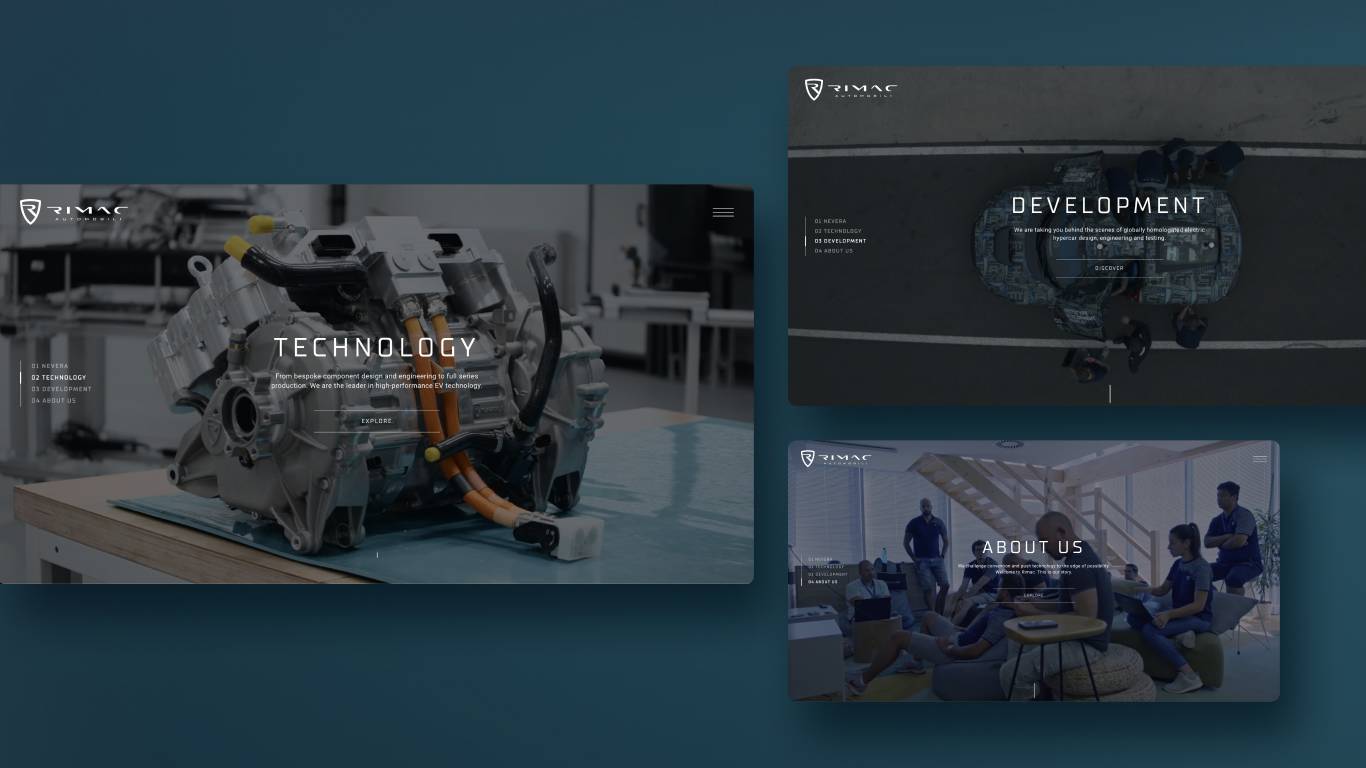 RIMAC
AUTOMOBILI
01 NEVERA
02 TECHNOLOGY
03 DEVELOPMENT
04 ABOUT US
TECHNOLOGY
From bespoke component design and engineering to full series
production. We are the leader in high-performance EV technology
EXPLORE
RIMAC
AUTOMOBILI
01 NEVERA
02 TECHNOLOGY
03 DEVELOPMENT
04 ABOUT US
DEVELOPMENT
We are taking you behind the scenes of globally homologated electric
hypercar design, engineering and testing.
DISCOVER
RIMAC
AUTOMOBILI
01 NEVERA
02 TECHNOLOGY
03 DEVELOPMENT
04 ABOUT US
ABOUT US
We challenge convention and push technology to the edge of possibility.
Welcome to Rimac. This is our story.
EXPLORE